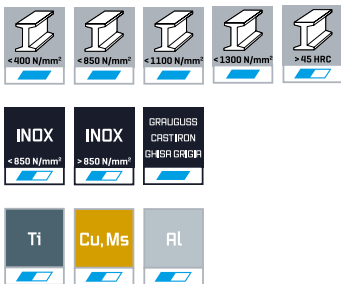 <400 N/mm²
<850 N/mm²
<1100 N/mm²
<1300 N/mm²
>45 HRC
INOX
<850 N/mm²
INOX
>850 N/mm²
GRAUGUSS
CAST IRON
GHISA GRIGIA
Ti
Cu, Ms
Al